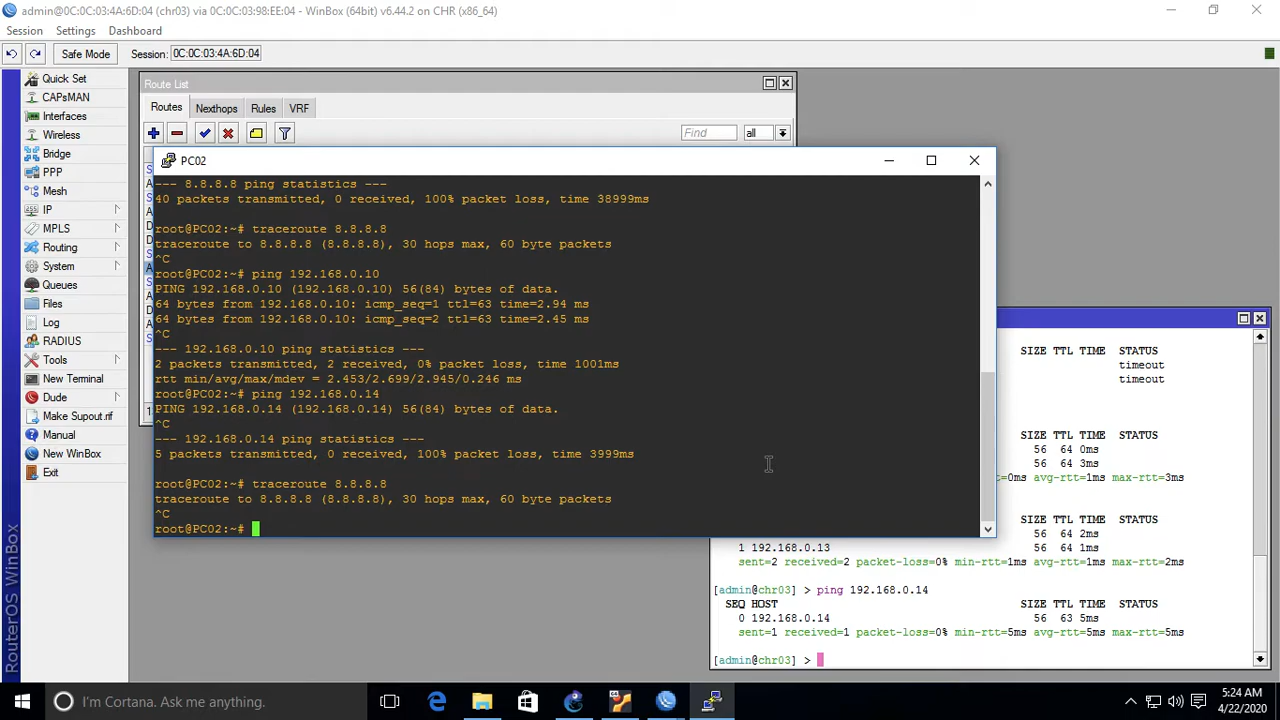 admin@0C:0C:03:4A:6D:04 (chr03) via 0C:0C:03:98:EE:04 - WinBox (64bit) v6.44.2 on CHR (x86_64)
Session Settings Dashboard
Safe Mode Session: 0C:0C:03:4A:6D:04
Quick Set
CAPsMAN
Interfaces
Wireless
Bridge
PPP
Mesh
IP
MPLS
Routing
System
Queues
Files
Log
RADIUS
Tools
New Terminal
Dude
Make Supout.rif
Manual
New WinBox
Exit
RouterOS WinBox
Route List
Routes Nexthops Rules VRF
Find all
PC02
--- 8.8.8.8 ping statistics ---
40 packets transmitted, 0 received, 100% packet loss, time 38999ms
root@PC02:~# traceroute 8.8.8.8
traceroute to 8.8.8.8 (8.8.8.8), 30 hops max, 60 byte packets
^C
root@PC02:~# ping 192.168.0.10
PING 192.168.0.10 (192.168.0.10) 56(84) bytes of data.
64 bytes from 192.168.0.10: icmp_seq=1 ttl=63 time=2.94 ms
64 bytes from 192.168.0.10: icmp_seq=2 ttl=63 time=2.45 ms
^C
--- 192.168.0.10 ping statistics ---
2 packets transmitted, 2 received, 0% packet loss, time 1001ms
rtt min/avg/max/mdev = 2.453/2.699/2.945/0.246 ms
root@PC02:~# ping 192.168.0.14
PING 192.168.0.14 (192.168.0.14) 56(84) bytes of data.
^C
--- 192.168.0.14 ping statistics ---
5 packets transmitted, 0 received, 100% packet loss, time 3999ms
root@PC02:~# traceroute 8.8.8.8
traceroute to 8.8.8.8 (8.8.8.8), 30 hops max, 60 byte packets
^C
root@PC02:~#
SIZE TTL TIME STATUS
timeout
timeout
SIZE TTL TIME STATUS
56 64 0ms
56 64 3ms
=0ms avg-rtt=1ms max-rtt=3ms
SIZE TTL TIME STATUS
56 64 2ms
1 192.168.0.13 56 64 1ms
sent=2 received=2 packet-loss=0% min-rtt=1ms avg-rtt=1ms max-rtt=2ms
[admin@chr03] > ping 192.168.0.14
SEQ HOST SIZE TTL TIME STATUS
0 192.168.0.14 56 63 5ms
sent=1 received=1 packet-loss=0% min-rtt=5ms avg-rtt=5ms max-rtt=5ms
[admin@chr03] >
I'm Cortana. Ask me anything.
5:24 AM
4/22/2020